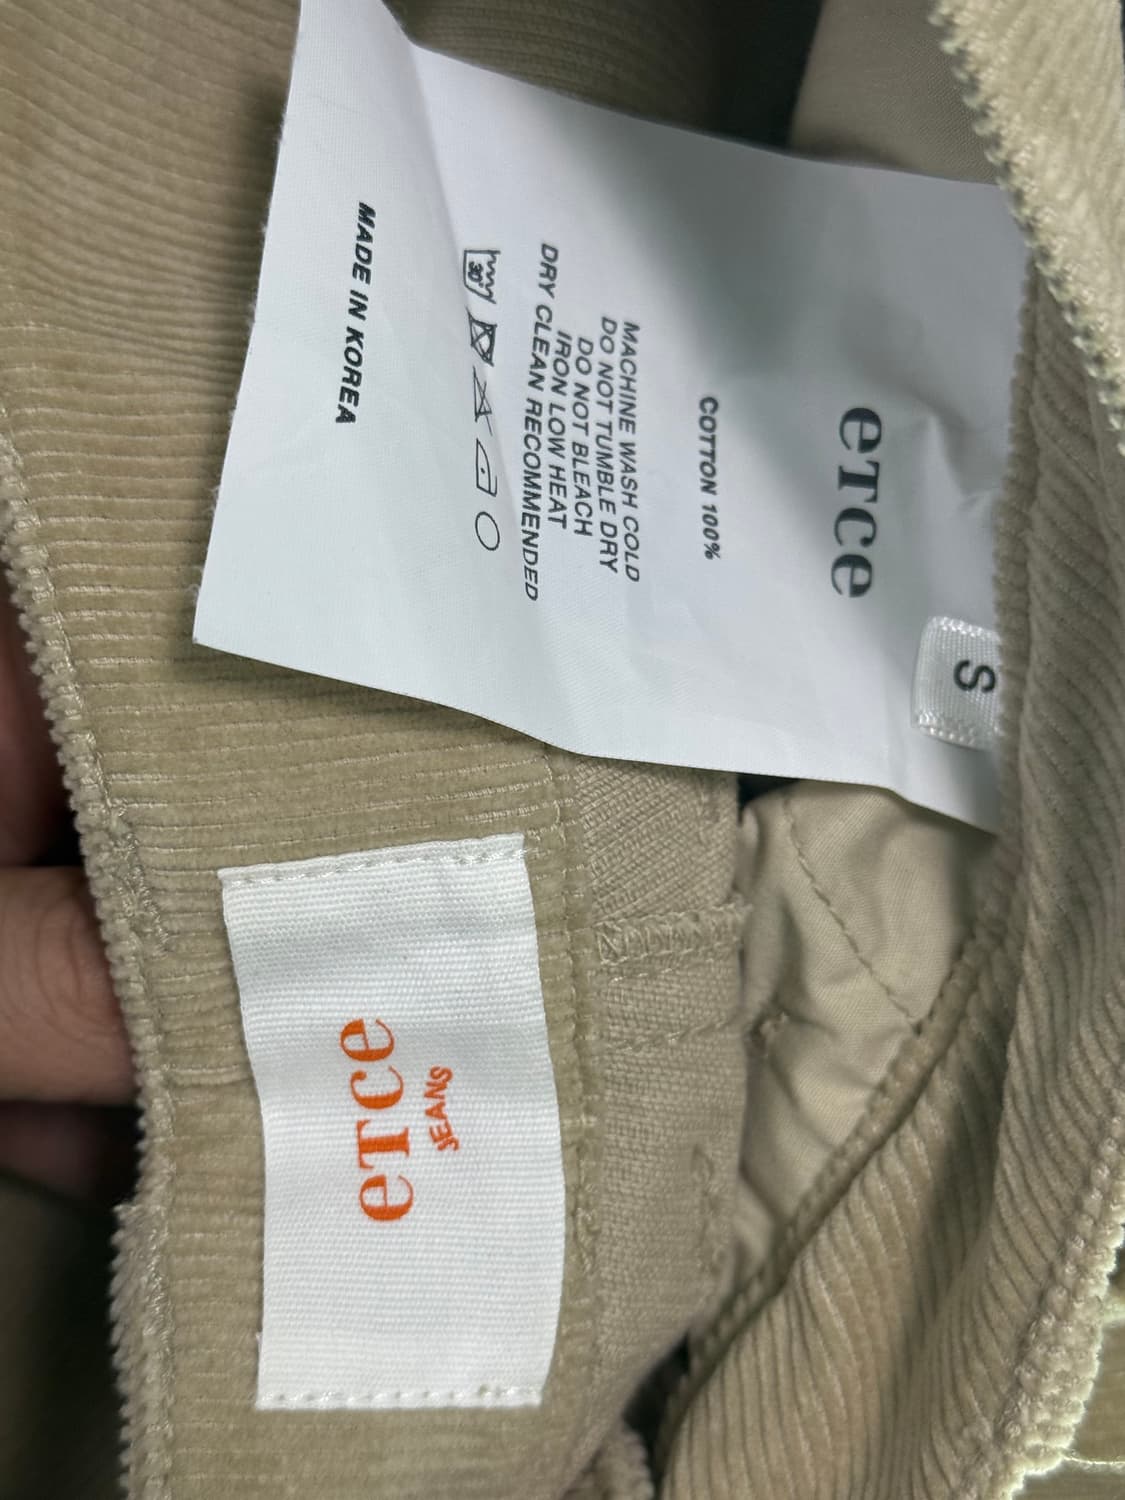 eTce
S
COTTON 100%
MACHINE WASH COLD
DO NOT TUMBLE DRY
DO NOT BLEACH
IRON LOW HEAT
DRY CLEAN RECOMMENDED
30
MADE IN KOREA
eTce
JEANS